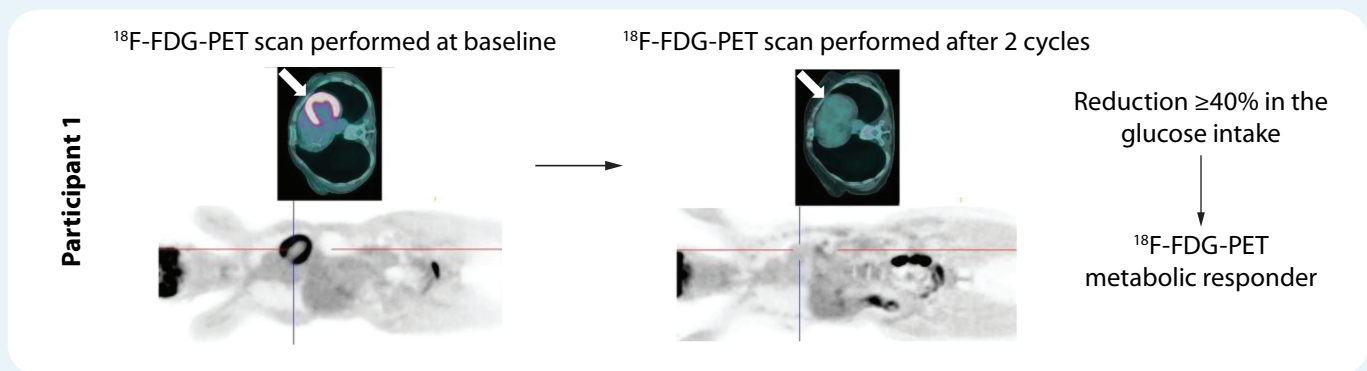 ¹⁸F-FDG-PET scan performed at baseline
¹⁸F-FDG-PET scan performed after 2 cycles
Participant 1
Reduction ≥40% in the
glucose intake
¹⁸F-FDG-PET
metabolic responder